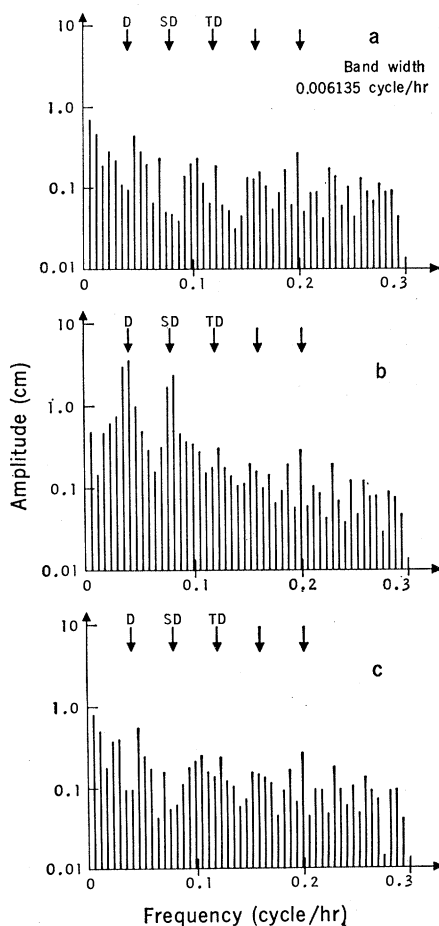 10
D SD TD
a
Band width
0.006135 cycle/hr
1.0
0.1
0.01
0 0.1 0.2 0.3
10
D SD TD
b
1.0
0.1
0.01
0 0.1 0.2 0.3
10
D SD TD
c
1.0
0.1
0.01
0 0.1 0.2 0.3
Amplitude (cm)
Frequency (cycle/hr)